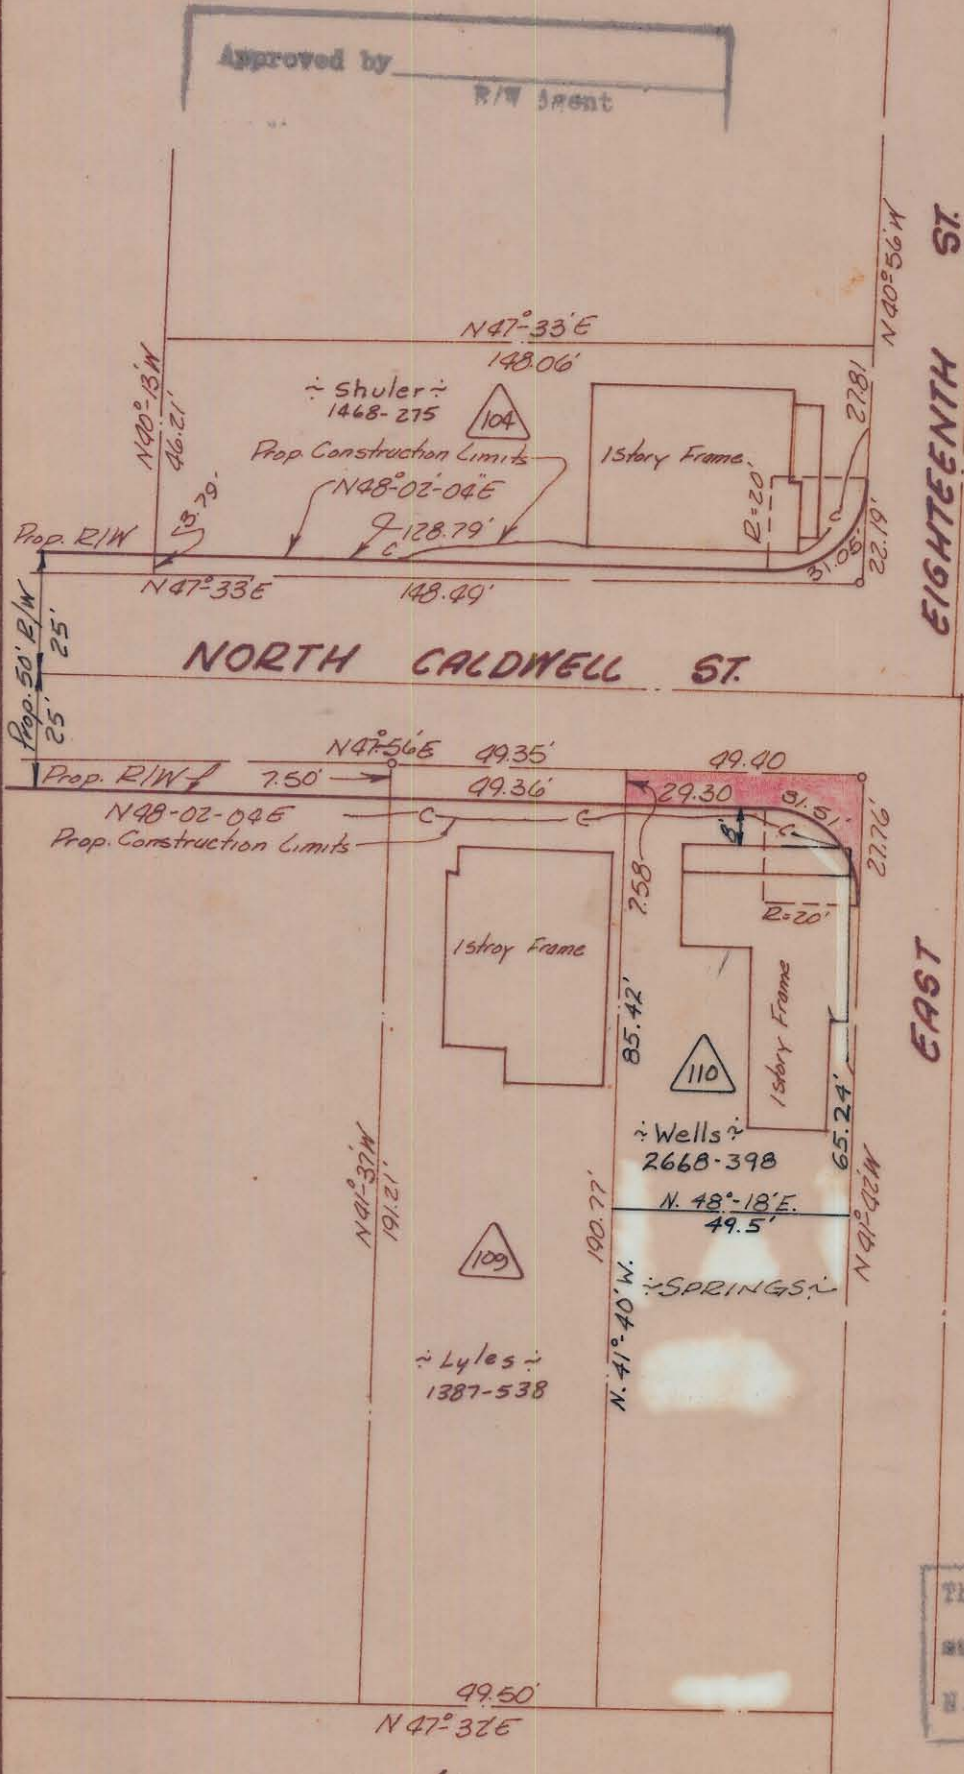 Approved by
R/W Agent
N40°-56'W
EIGHTEENTH ST.
N47°-33'E
148.06'
N40°-13'W
46.21'
~ Shuler ~
1468-275
104
27.81
Prop. Construction Limits
1 Story Frame
N48°-02'-04"E
R=20'
3.79
128.79'
C
C
31.06
22.19'
Prop. R/W
N47°-33'E
148.49'
Prop. 50' R/W
25'
25'
NORTH CALDWELL ST.
N47°56'E
49.35'
49.40
Prop. R/W
7.50'
49.36'
29.30
31.51'
27.76'
N48-02-04E
C
C
C
8'
Prop. Construction Limits
7.58
R=20'
1 Stroy Frame
1 Story Frame
EAST
85.42'
110
65.24'
~ Wells ~
2668-398
N41°-37'W
191.21'
190.77'
N. 48°-18'E.
49.5'
N41°-42'W
109
~ SPRINGS ~
N. 41°-40' W.
~ Lyles ~
1387-538
49.50'
N47°-32'E